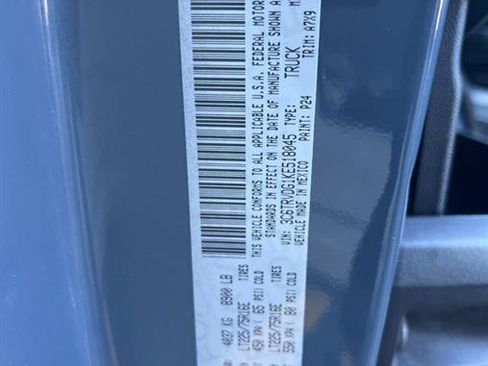 4037 KG 8900 LB
LT225/75R16E TIRES
450 KPA ( 65 PSI) COLD
LT225/75R16E TIRES
550 KPA ( 80 PSI) COLD
THIS VEHICLE CONFORMS TO ALL APPLICABLE U.S.A. FEDERAL MOTOR
STANDARDS IN EFFECT ON THE DATE OF MANUFACTURE SHOWN
VIN: 3C6TRVDG1KE518045 TYPE: TRUCK
MADE IN MEXICO PAINT: P24 TRIM: A7X9